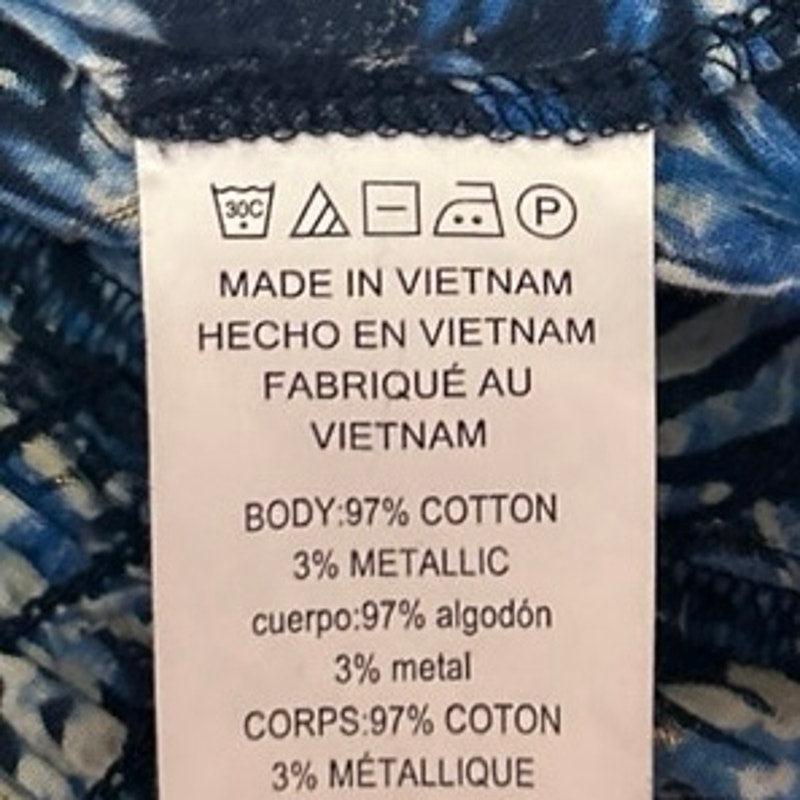 30C
P
MADE IN VIETNAM
HECHO EN VIETNAM
FABRIQUÉ AU
VIETNAM
BODY:97% COTTON
3% METALLIC
cuerpo:97% algodón
3% metal
CORPS:97% COTON
3% MÉTALLIQUE